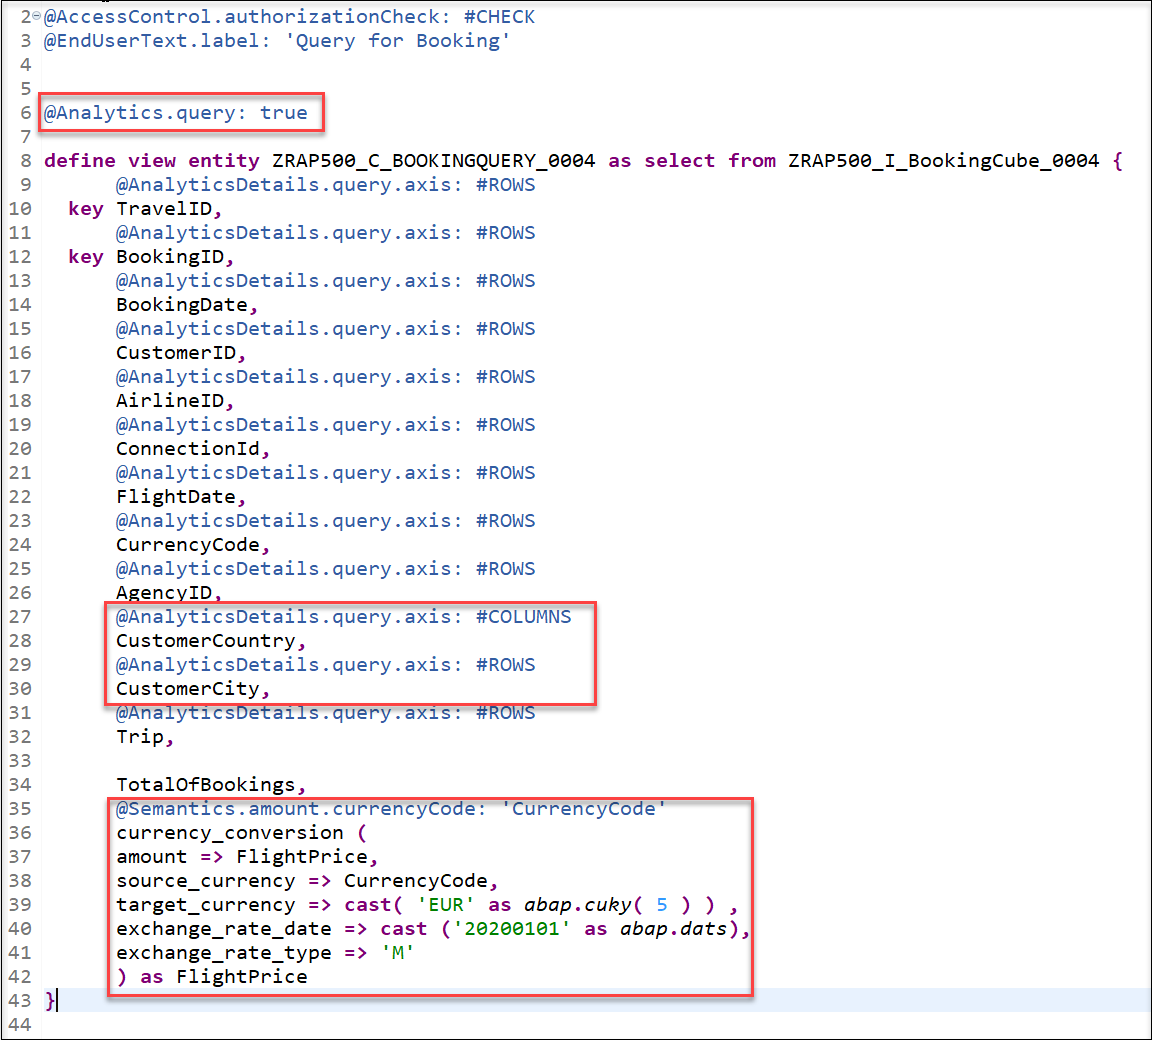 2 @AccessControl.authorizationCheck: #CHECK
3 @EndUserText.label: 'Query for Booking'
4
5
6 @Analytics.query: true
7
8 define view entity ZRAP500_C_BOOKINGQUERY_0004 as select from ZRAP500_I_BookingCube_0004 {
9 @AnalyticsDetails.query.axis: #ROWS
10 key TravelID,
11 @AnalyticsDetails.query.axis: #ROWS
12 key BookingID,
13 @AnalyticsDetails.query.axis: #ROWS
14 BookingDate,
15 @AnalyticsDetails.query.axis: #ROWS
16 CustomerID,
17 @AnalyticsDetails.query.axis: #ROWS
18 AirlineID,
19 @AnalyticsDetails.query.axis: #ROWS
20 ConnectionId,
21 @AnalyticsDetails.query.axis: #ROWS
22 FlightDate,
23 @AnalyticsDetails.query.axis: #ROWS
24 CurrencyCode,
25 @AnalyticsDetails.query.axis: #ROWS
26 AgencyID,
27 @AnalyticsDetails.query.axis: #COLUMNS
28 CustomerCountry,
29 @AnalyticsDetails.query.axis: #ROWS
30 CustomerCity,
31 @AnalyticsDetails.query.axis: #ROWS
32 Trip,
33
34 TotalOfBookings,
35 @Semantics.amount.currencyCode: 'CurrencyCode'
36 currency_conversion (
37 amount => FlightPrice,
38 source_currency => CurrencyCode,
39 target_currency => cast( 'EUR' as abap.cuky( 5 ) ) ,
40 exchange_rate_date => cast ('20200101' as abap.dats),
41 exchange_rate_type => 'M'
42 ) as FlightPrice
43 }
44